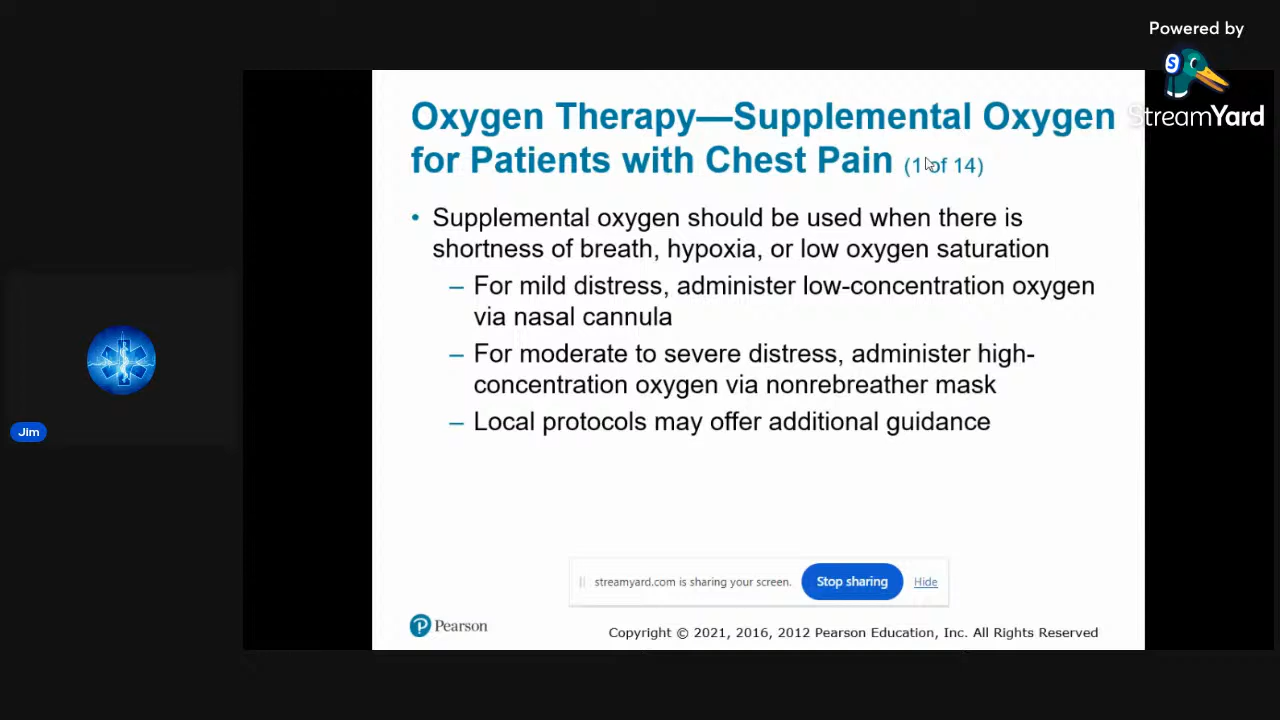 Powered by
StreamYard
Oxygen Therapy—Supplemental Oxygen
for Patients with Chest Pain (1 of 14)
• Supplemental oxygen should be used when there is
shortness of breath, hypoxia, or low oxygen saturation
– For mild distress, administer low-concentration oxygen
via nasal cannula
– For moderate to severe distress, administer high-
concentration oxygen via nonrebreather mask
– Local protocols may offer additional guidance
Jim
streamyard.com is sharing your screen. Stop sharing Hide
Pearson
Copyright © 2021, 2016, 2012 Pearson Education, Inc. All Rights Reserved